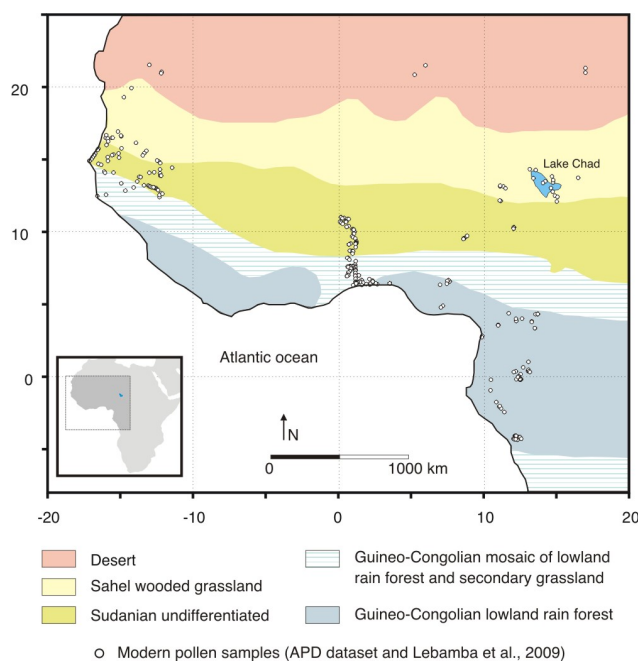 20
10
0
Lake Chad
Atlantic ocean
N
0 1000 km
-20 -10 0 10 20
Desert
Sahel wooded grassland
Sudanian undifferentiated
Guineo-Congolian mosaic of lowland
rain forest and secondary grassland
Guineo-Congolian lowland rain forest
Modern pollen samples (APD dataset and Lebamba et al., 2009)